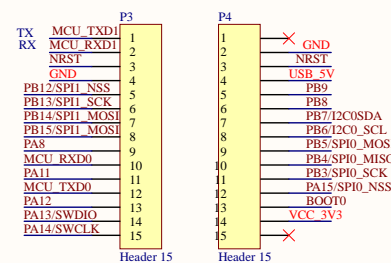 P3
TX MCU_TXD1 1
RX MCU_RXD1 2
NRST 3
GND 4
PB12/SPI1_NSS 5
PB13/SPI1_SCK 6
PB14/SPI1_MOSI 7
PB15/SPI1_MOSI 8
PA8 9
MCU_RXD0 10
PA11 11
MCU_TXD0 12
PA12 13
PA13/SWDIO 14
PA14/SWCLK 15
Header 15
P4
1
2 GND
3 NRST
4 USB_5V
5 PB9
6 PB8
7 PB7/I2C0SDA
8 PB6/I2C0_SCL
9 PB5/SPI0_MOS
10 PB4/SPI0_MISO
11 PB3/SPI0_SCK
12 PA15/SPI0_NSS
13 BOOT0
14 VCC_3V3
15
Header 15